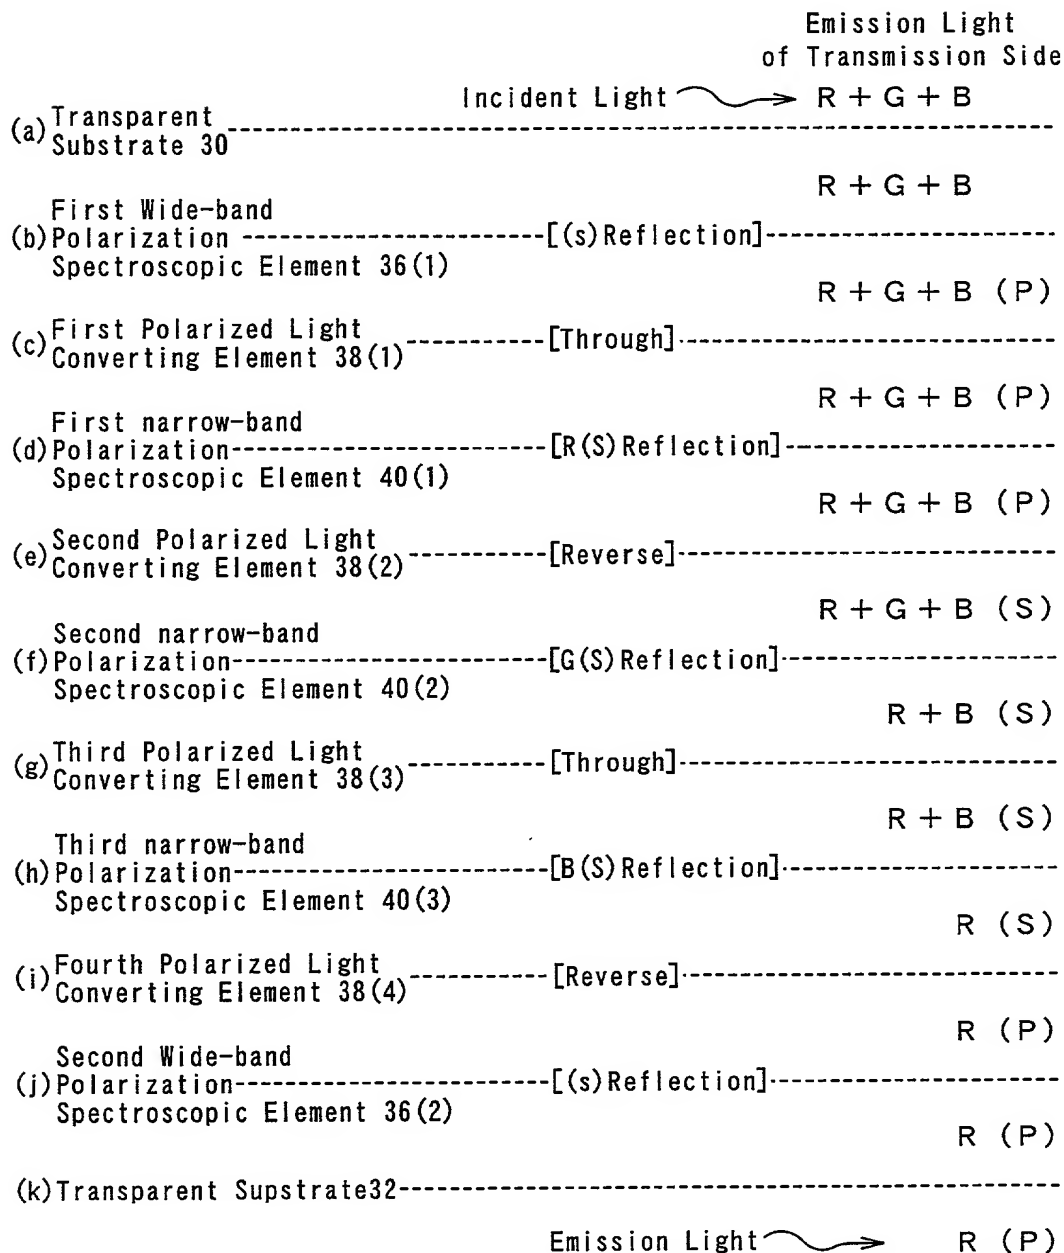 Emission Light
of Transmission Side
Incident Light R + G + B
(a) Transparent
Substrate 30
R + G + B
First Wide-band
(b) Polarization [(s) Reflection]
Spectroscopic Element 36(1)
R + G + B (P)
(c) First Polarized Light
Converting Element 38(1) [Through]
R + G + B (P)
First narrow-band
(d) Polarization [R(S) Reflection]
Spectroscopic Element 40(1)
R + G + B (P)
(e) Second Polarized Light
Converting Element 38(2) [Reverse]
R + G + B (S)
Second narrow-band
(f) Polarization [G(S) Reflection]
Spectroscopic Element 40(2)
R + B (S)
(g) Third Polarized Light
Converting Element 38(3) [Through]
R + B (S)
Third narrow-band
(h) Polarization [B(S) Reflection]
Spectroscopic Element 40(3)
R (S)
(i) Fourth Polarized Light
Converting Element 38(4) [Reverse]
R (P)
Second Wide-band
(j) Polarization [(s) Reflection]
Spectroscopic Element 36(2)
R (P)
(k) Transparent Supstrate32
Emission Light R (P)